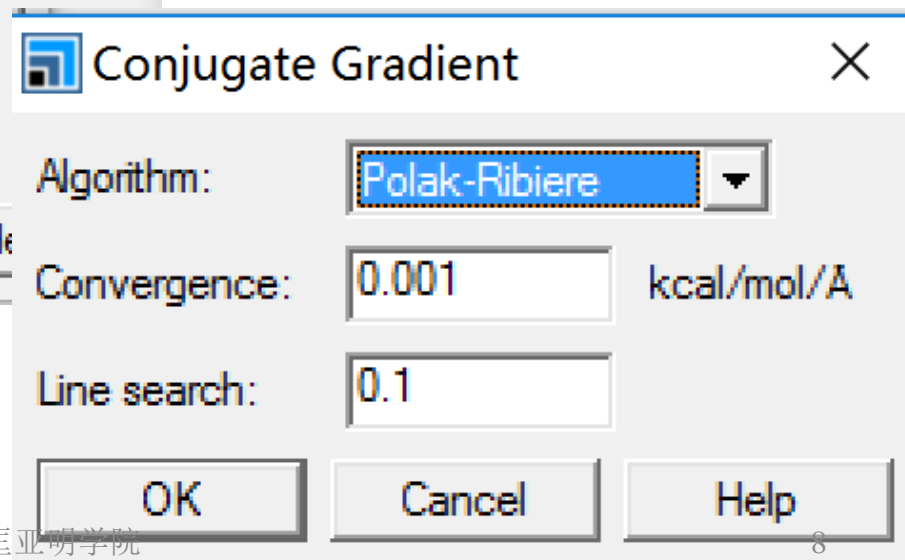 Conjugate Gradient
Algorithm: Polak-Ribiere
Convergence: 0.001 kcal/mol/Å
Line search: 0.1
OK Cancel Help
匡亚明学院 8